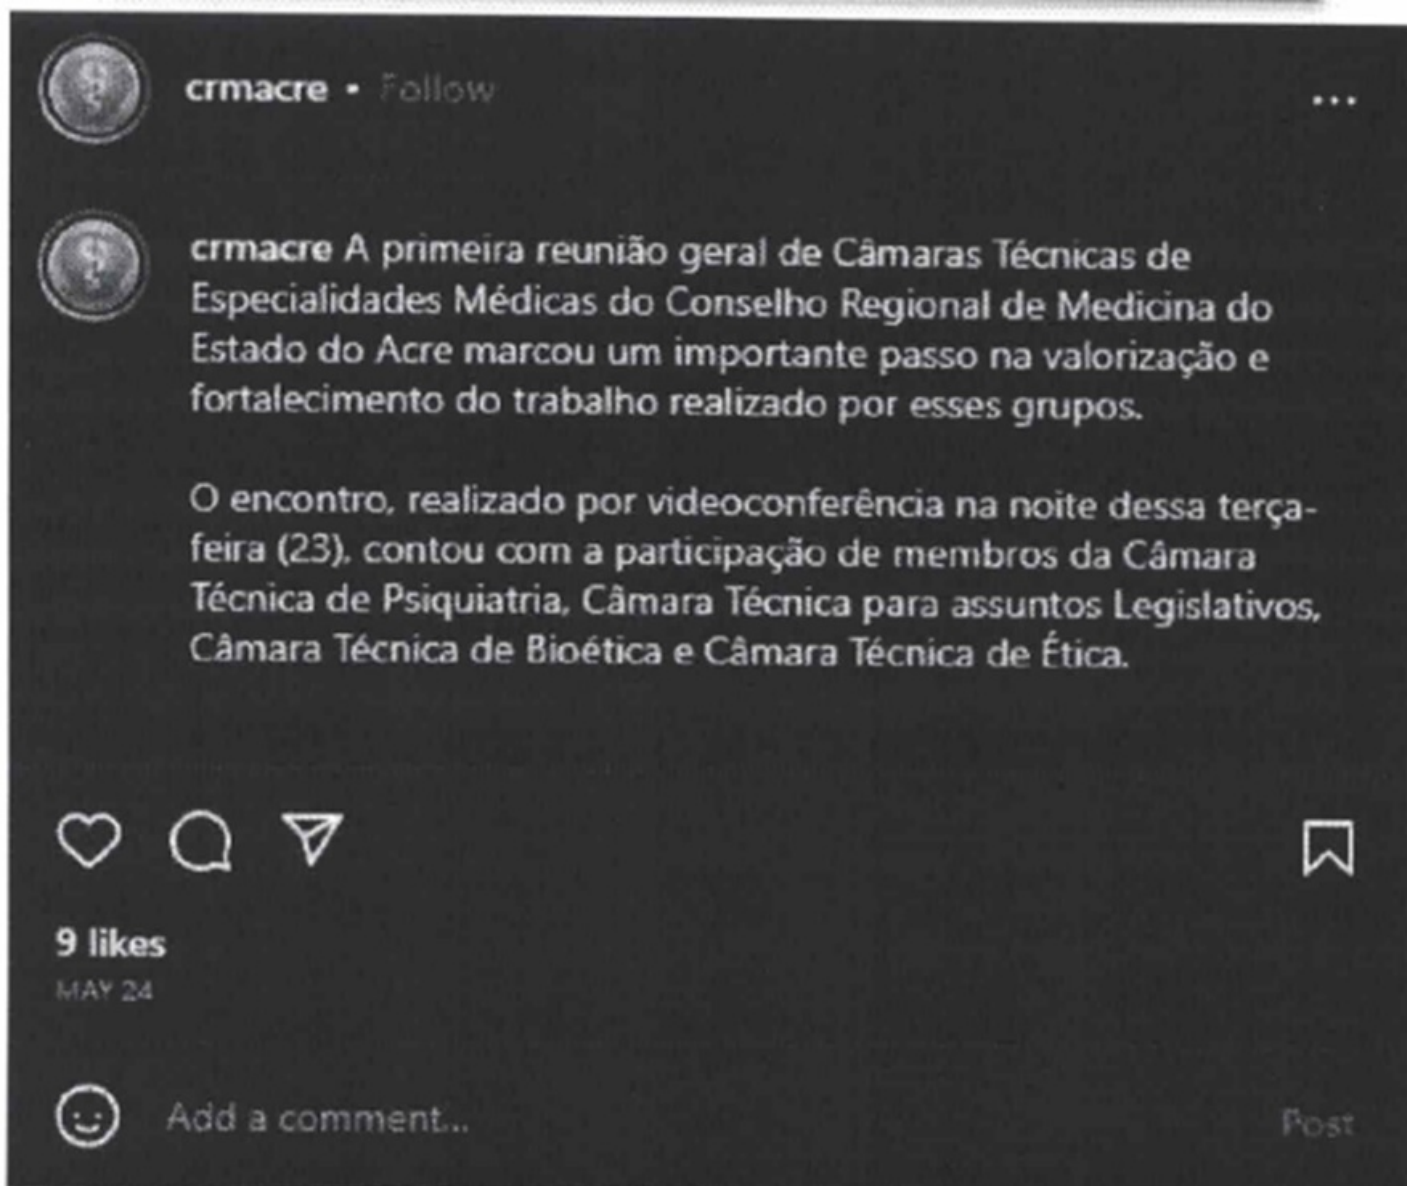 crmacre • Follow
...
crmacre A primeira reunião geral de Câmaras Técnicas de
Especialidades Médicas do Conselho Regional de Medicina do
Estado do Acre marcou um importante passo na valorização e
fortalecimento do trabalho realizado por esses grupos.
O encontro, realizado por videoconferência na noite dessa terça-
feira (23), contou com a participação de membros da Câmara
Técnica de Psiquiatria, Câmara Técnica para assuntos Legislativos,
Câmara Técnica de Bioética e Câmara Técnica de Ética.
9 likes
MAY 24
Add a comment... Post